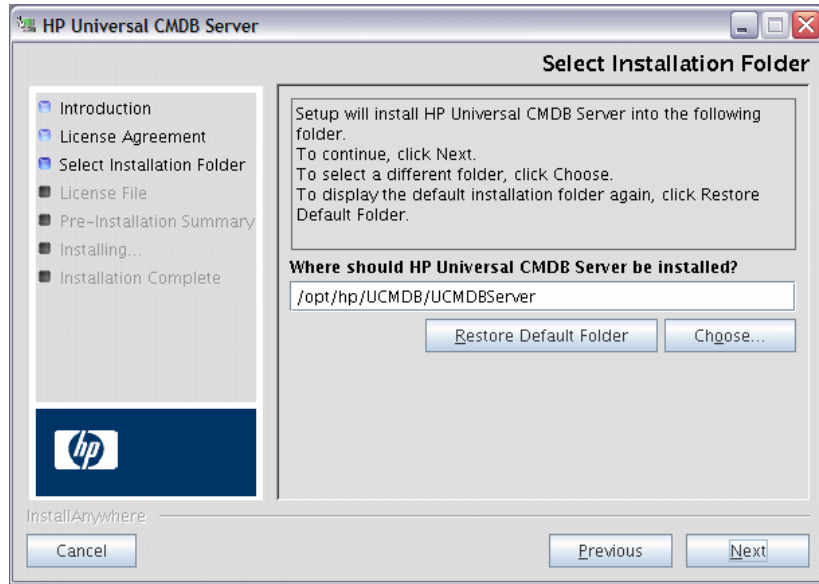 HP Universal CMDB Server
Select Installation Folder
Introduction
License Agreement
Select Installation Folder
License File
Pre-Installation Summary
Installing...
Installation Complete
Setup will install HP Universal CMDB Server into the following
folder.
To continue, click Next.
To select a different folder, click Choose.
To display the default installation folder again, click Restore
Default Folder.
Where should HP Universal CMDB Server be installed?
/opt/hp/UCMDB/UCMDBServer
Restore Default Folder
Choose...
hp
InstallAnywhere
Cancel
Previous
Next